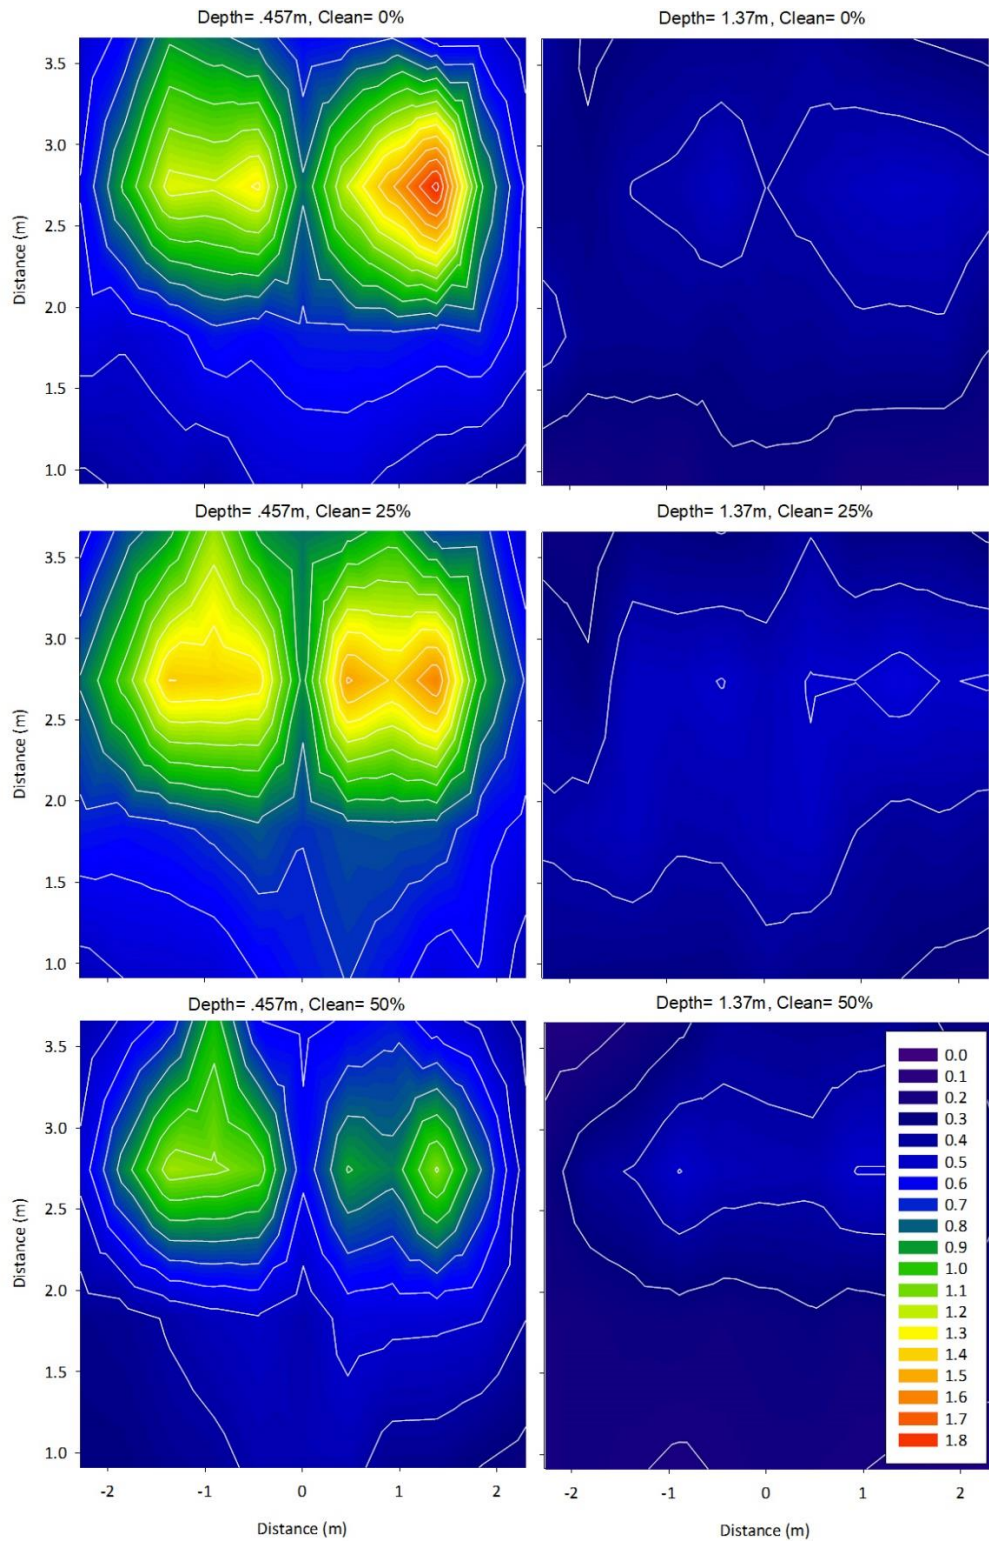 Depth= .457m, Clean= 0%
Depth= 1.37m, Clean= 0%
3.5
3.0
2.5
2.0
1.5
1.0
Distance (m)
Depth= .457m, Clean= 25%
Depth= 1.37m, Clean= 25%
3.5
3.0
2.5
2.0
1.5
1.0
Distance (m)
Depth= .457m, Clean= 50%
Depth= 1.37m, Clean= 50%
3.5
3.0
2.5
2.0
1.5
1.0
Distance (m)
0.0
0.1
0.2
0.3
0.4
0.5
0.6
0.7
0.8
0.9
1.0
1.1
1.2
1.3
1.4
1.5
1.6
1.7
1.8
-2 -1 0 1 2
-2 -1 0 1 2
Distance (m)
Distance (m)